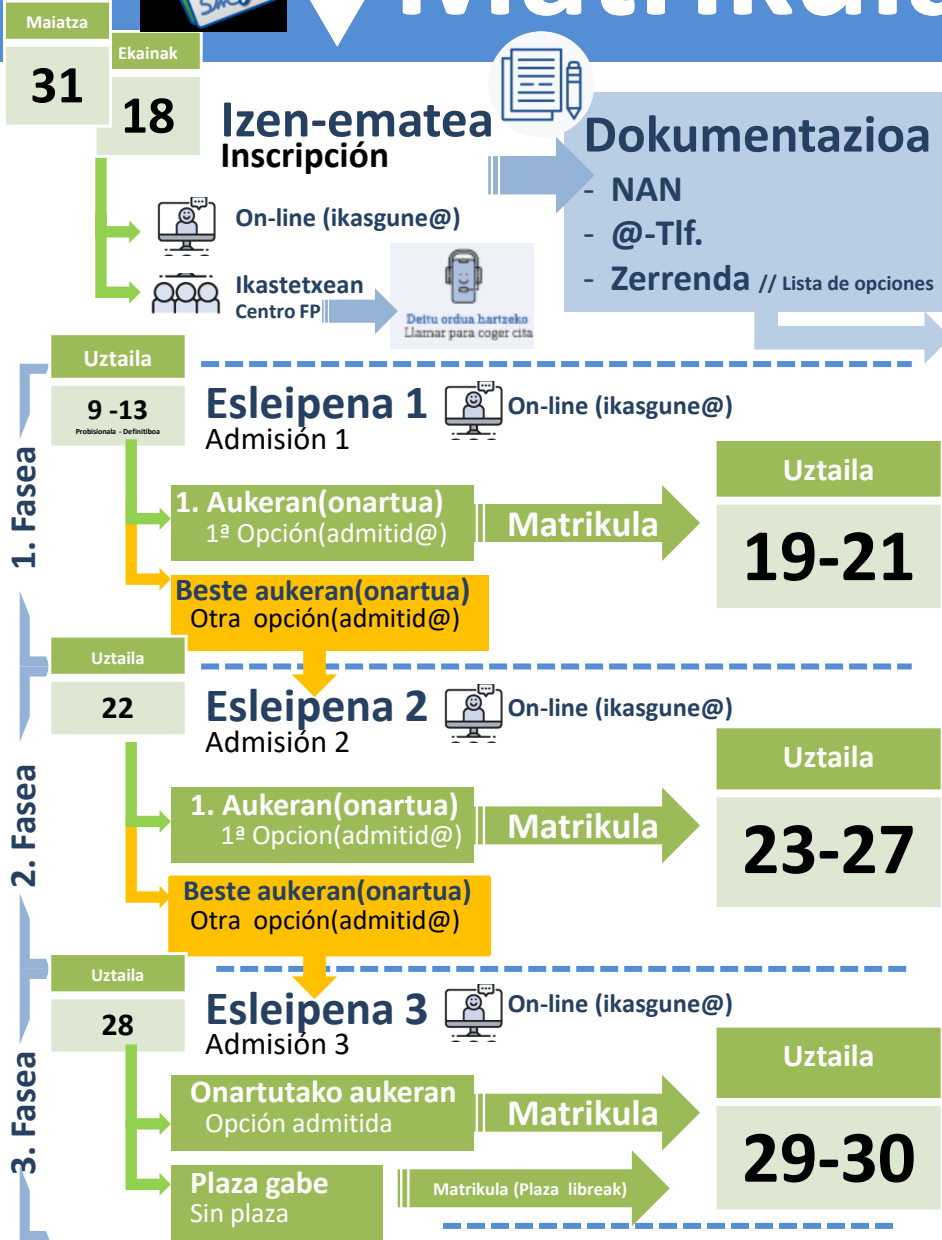 Maiatza
31
Ekainak
18
Izen-ematea
Inscripción
On-line (ikasgune@)
Ikastetxean
Centro FP
Deitu ordua hartzeko
Llamar para coger cita
Dokumentazioa
- NAN
- @-Tlf.
- Zerrenda // Lista de opciones
1. Fasea
Uztaila
9 -13
Probisionala - Definitiboa
Esleipena 1
Admisión 1
On-line (ikasgune@)
1. Aukeran(onartua)
1ª Opción(admitid@)
Matrikula
Uztaila
19-21
Beste aukeran(onartua)
Otra opción(admitid@)
2. Fasea
Uztaila
22
Esleipena 2
Admisión 2
On-line (ikasgune@)
1. Aukeran(onartua)
1ª Opcion(admitid@)
Matrikula
Uztaila
23-27
Beste aukeran(onartua)
Otra opción(admitid@)
3. Fasea
Uztaila
28
Esleipena 3
Admisión 3
On-line (ikasgune@)
Onartutako aukeran
Opción admitida
Matrikula
Uztaila
29-30
Plaza gabe
Sin plaza
Matrikula (Plaza libreak)